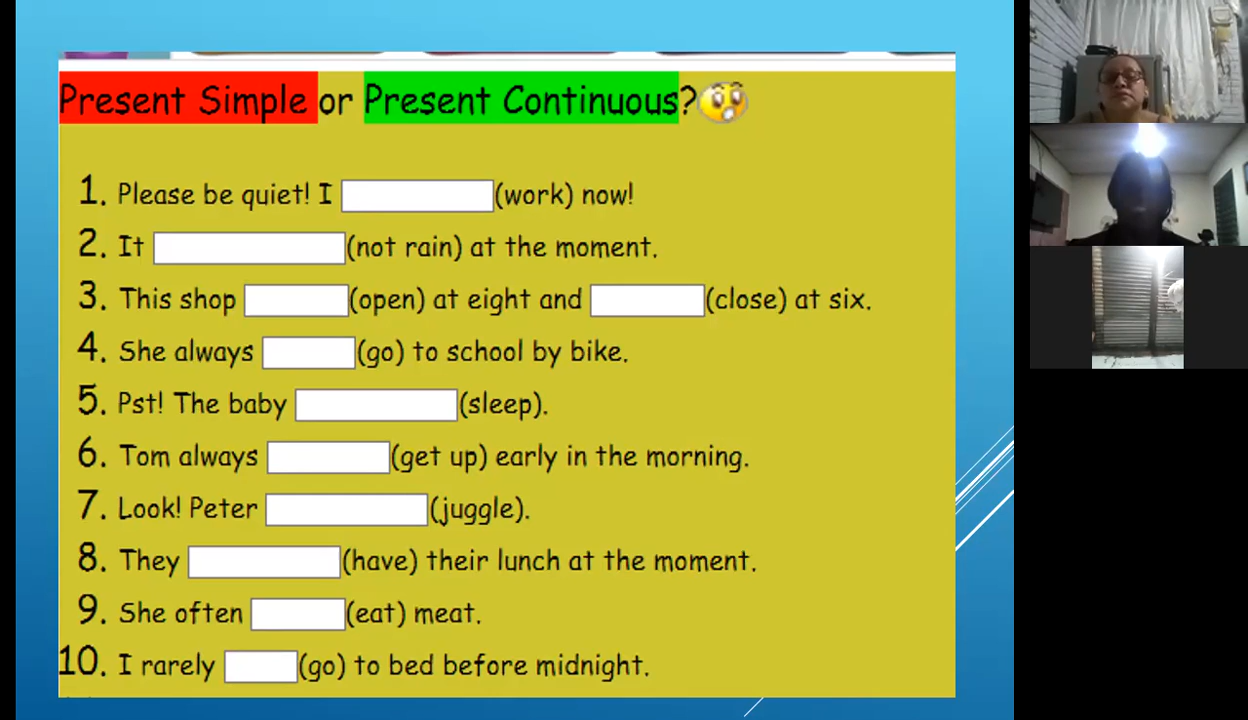 Present Simple or Present Continuous?
1. Please be quiet! I (work) now!
2. It (not rain) at the moment.
3. This shop (open) at eight and (close) at six.
4. She always (go) to school by bike.
5. Pst! The baby (sleep).
6. Tom always (get up) early in the morning.
7. Look! Peter (juggle).
8. They (have) their lunch at the moment.
9. She often (eat) meat.
10. I rarely (go) to bed before midnight.